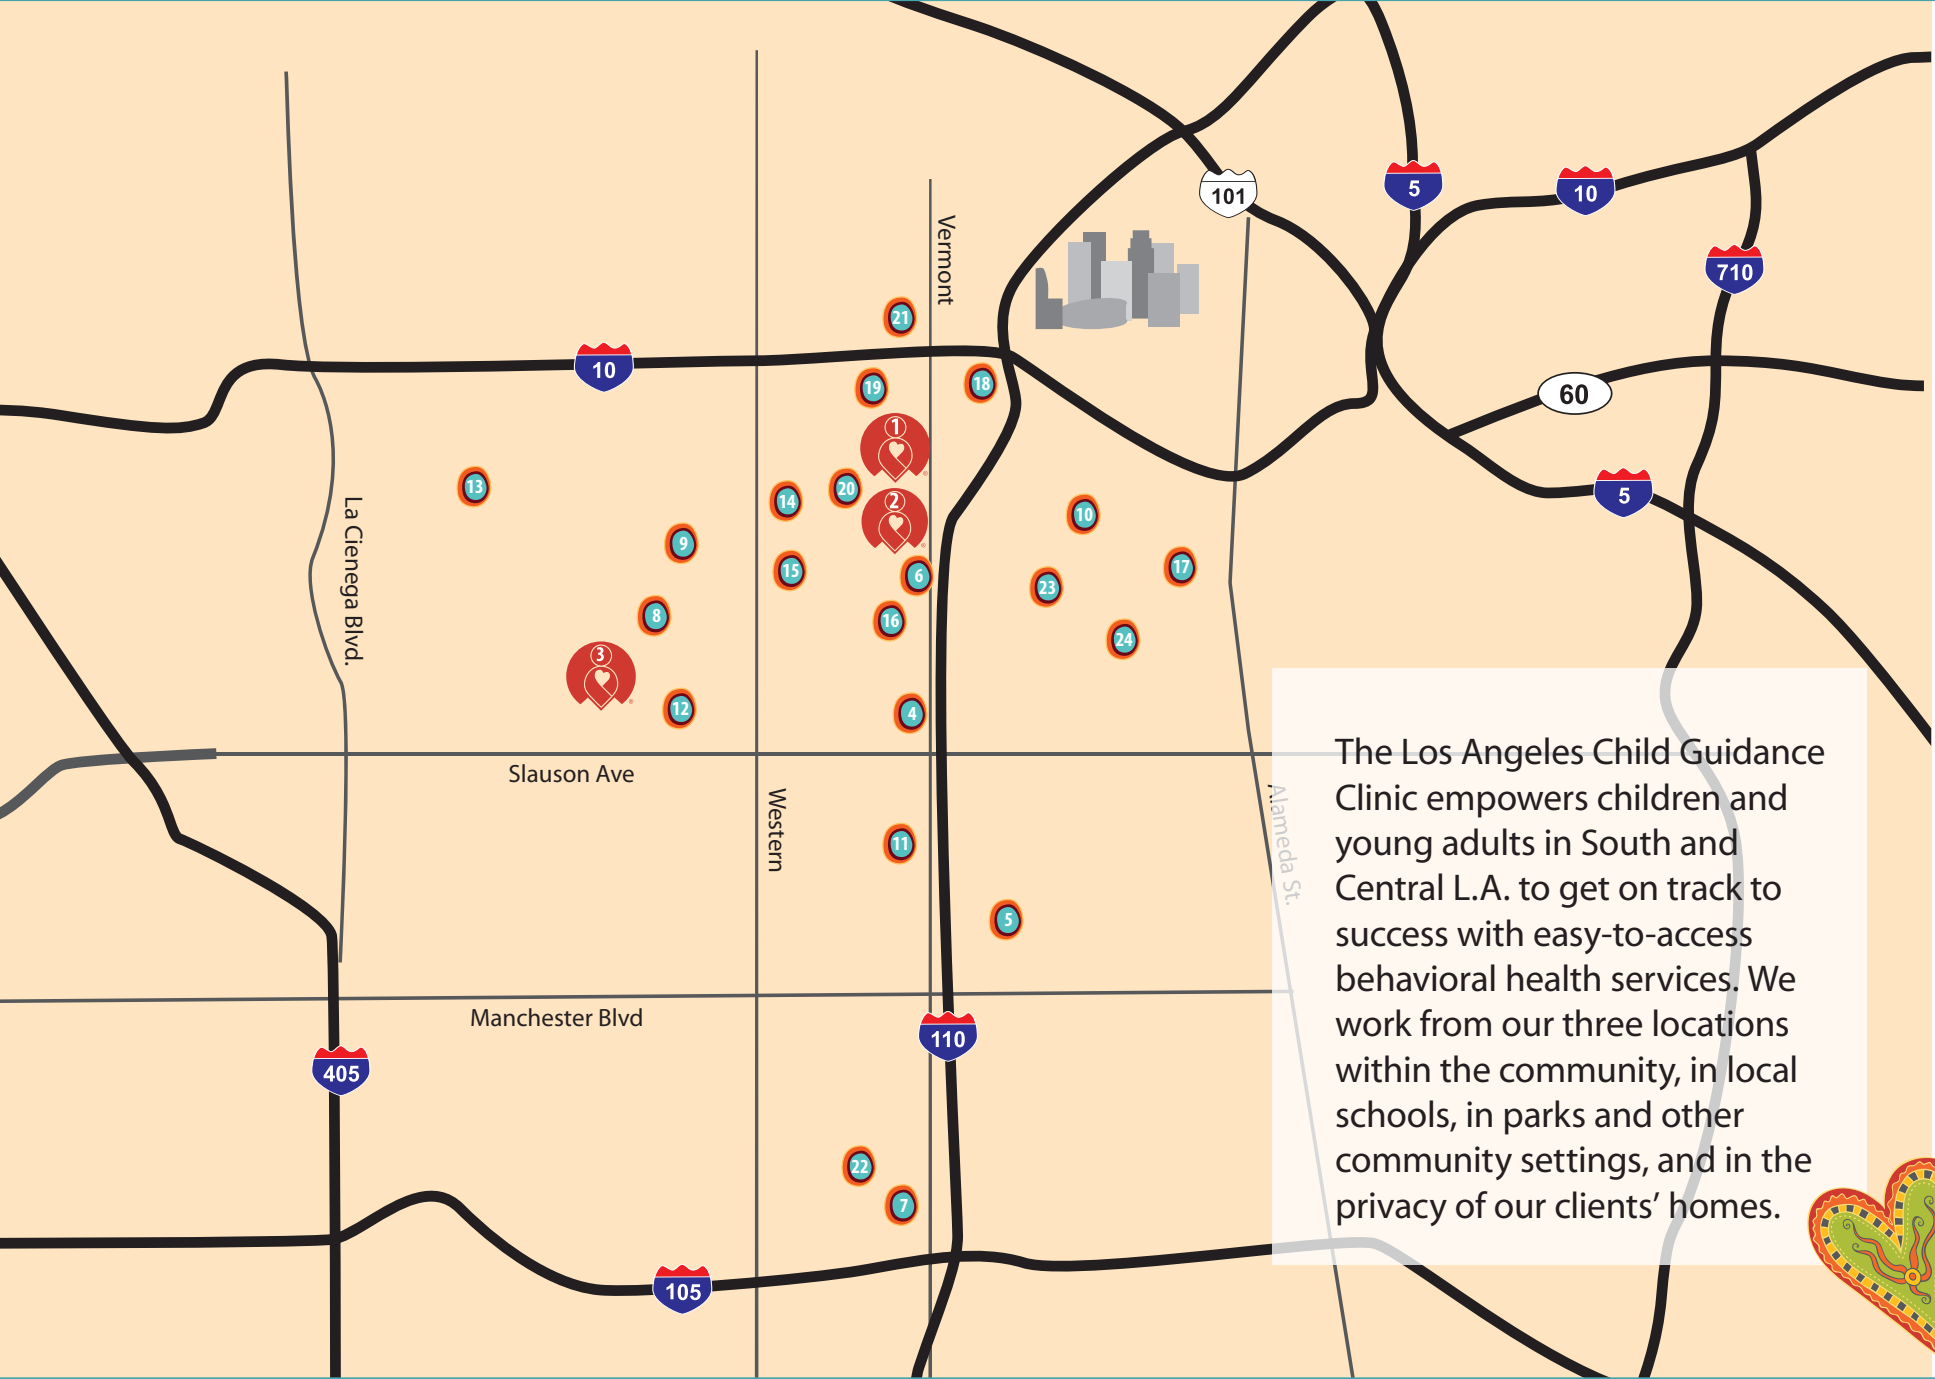 101
5
10
Vermont
710
21
10
19
18
60
1
13
14
20
2
5
10
La Cienega Blvd.
9
15
6
17
23
8
16
24
3
12
4
Slauson Ave
Western
Alameda St.
11
5
Manchester Blvd
110
405
22
7
105
The Los Angeles Child Guidance
Clinic empowers children and
young adults in South and
Central L.A. to get on track to
success with easy-to-access
behavioral health services. We
work from our three locations
within the community, in local
schools, in parks and other
community settings, and in the
privacy of our clients’ homes.